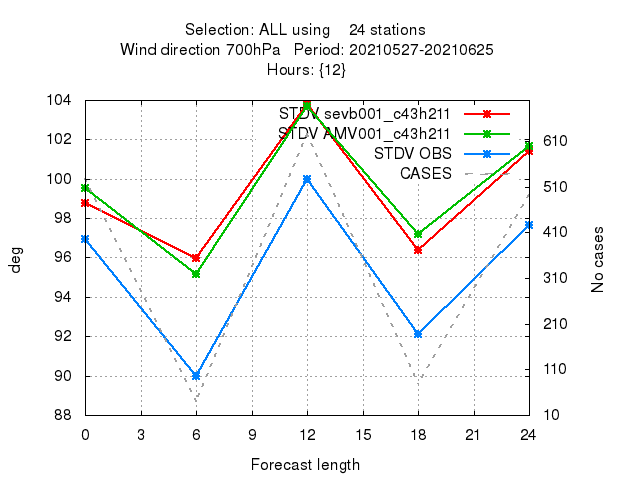 Selection: ALL using    24 stations
Wind direction 700hPa   Period: 20210527-20210625
Hours: {12}
STDV sevb001_c43h211
STDV AMV001_c43h211
STDV OBS
CASES
104
102
100
98
96
94
92
90
88
610
510
410
310
210
110
10
deg
No cases
0 3 6 9 12 15 18 21 24
Forecast length